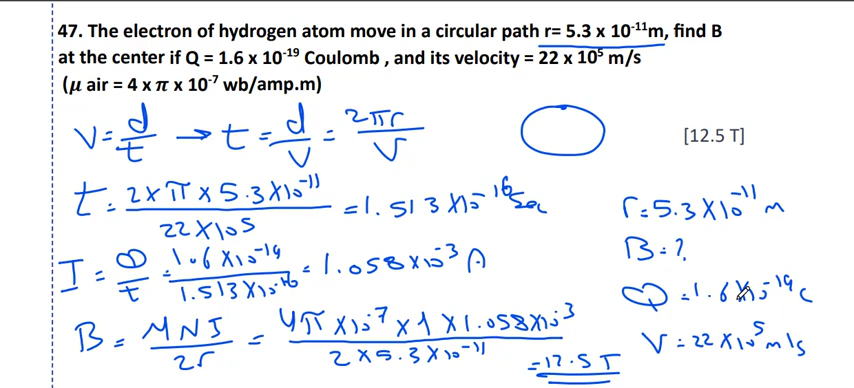 47. The electron of hydrogen atom move in a circular path r= 5.3 x 10⁻¹¹m, find B
at the center if Q = 1.6 x 10⁻¹⁹ Coulomb , and its velocity = 22 x 10⁵ m/s
(μ air = 4 x π x 10⁻⁷ wb/amp.m)
V = d/t → t = d/V = 2πr/V
[12.5 T]
t = 2 x π x 5.3 x 10⁻¹¹ / 22 x 10⁵ = 1.513 x 10⁻¹⁶ sec
r = 5.3 x 10⁻¹¹ m
I = Q/t = 1.6 x 10⁻¹⁹ / 1.513 x 10⁻¹⁶ = 1.058 x 10⁻³ A
B = ?
Q = 1.6 x 10⁻¹⁹ C
B = μNI/2r = 4π x 10⁻⁷ x 1 x 1.058 x 10⁻³ / 2 x 5.3 x 10⁻¹¹ = 12.5 T
V = 22 x 10⁵ m/s